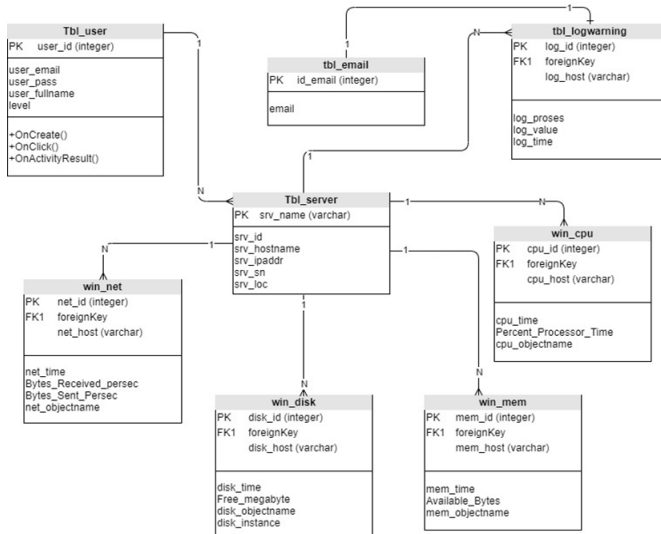 Tbl_user
PK user_id (integer)
user_email
user_pass
user_fullname
level
+OnCreate()
+OnClick()
+OnActivityResult()
1
N
tbl_email
PK id_email (integer)
email
1
1
tbl_logwarning
PK log_id (integer)
FK1 foreignKey
log_host (varchar)
log_proses
log_value
log_time
N
1
Tbl_server
PK srv_name (varchar)
srv_id
srv_hostname
srv_ipaddr
srv_sn
srv_loc
1
N
win_cpu
PK cpu_id (integer)
FK1 foreignKey
cpu_host (varchar)
cpu_time
Percent_Processor_Time
cpu_objectname
1
N
win_net
PK net_id (integer)
FK1 foreignKey
net_host (varchar)
net_time
Bytes_Received_persec
Bytes_Sent_Persec
net_objectname
1
N
win_disk
PK disk_id (integer)
FK1 foreignKey
disk_host (varchar)
disk_time
Free_megabyte
disk_objectname
disk_instance
1
N
win_mem
PK mem_id (integer)
FK1 foreignKey
mem_host (varchar)
mem_time
Available_Bytes
mem_objectname